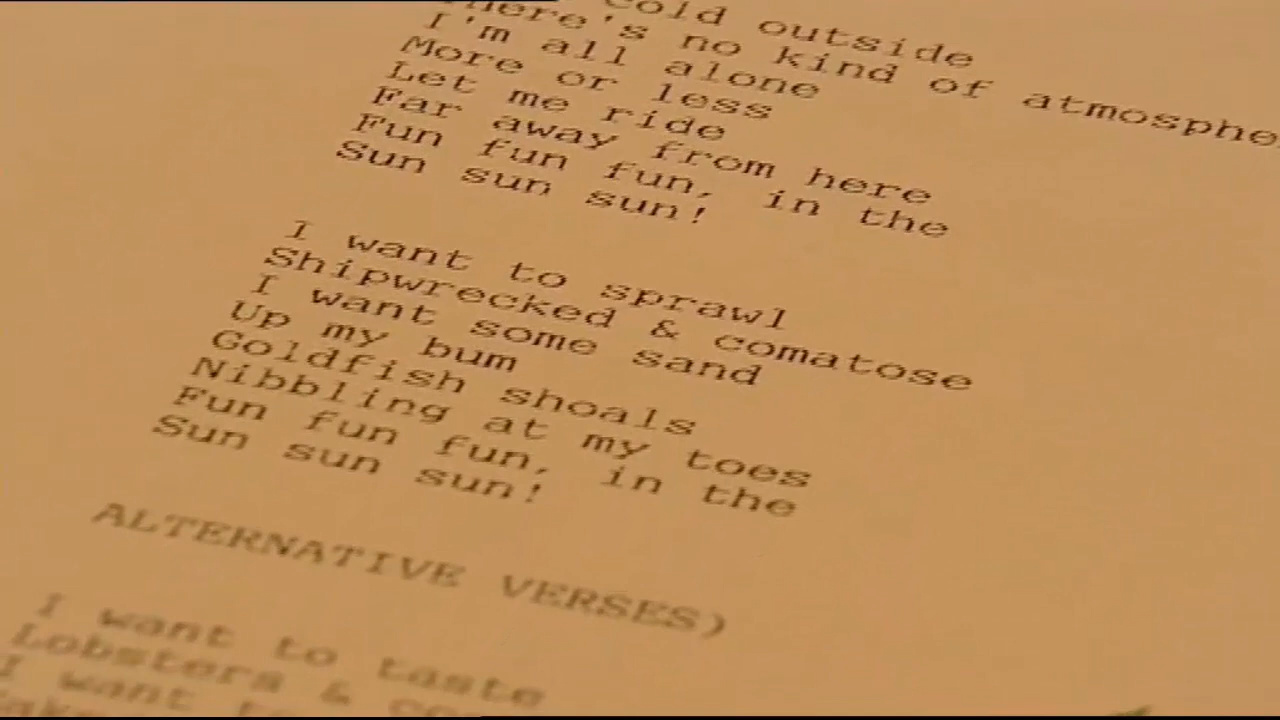 cold outside
There's no kind of atmosphe
I'm all alone
More or less
Let me ride
Far away from here
Fun fun fun, in the
Sun sun sun!
I want to sprawl
Shipwrecked & comatose
I want some sand
Up my bum
Goldfish shoals
Nibbling at my toes
Fun fun fun, in the
Sun sun sun!
ALTERNATIVE VERSES)
I want to taste
Lobsters &
I want